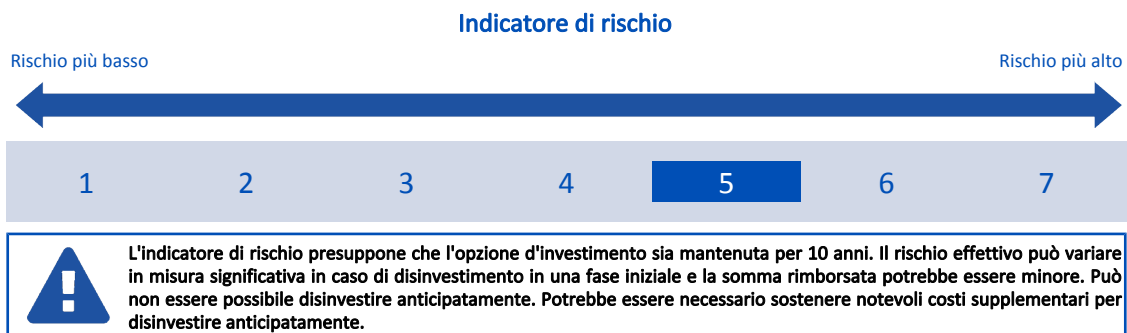 Indicatore di rischio
Rischio più basso Rischio più alto
1 2 3 4 5 6 7
L'indicatore di rischio presuppone che l'opzione d'investimento sia mantenuta per 10 anni. Il rischio effettivo può variare
in misura significativa in caso di disinvestimento in una fase iniziale e la somma rimborsata potrebbe essere minore. Può
non essere possibile disinvestire anticipatamente. Potrebbe essere necessario sostenere notevoli costi supplementari per
disinvestire anticipatamente.